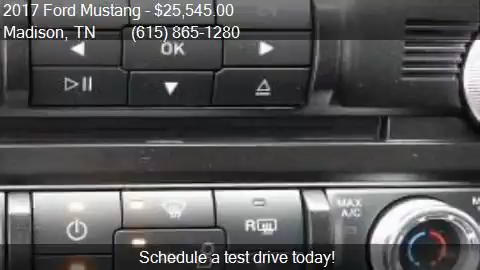 2017 Ford Mustang - $25,545.00
Madison, TN (615) 865-1280
OK
MAX
A/C
R
Schedule a test drive today!